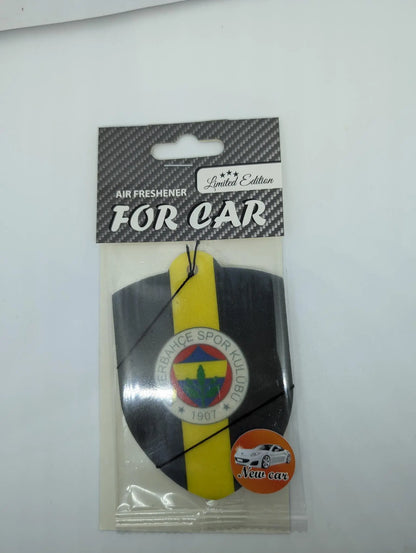 Limited Edition
AIR FRESHENER
FOR CAR
FENERBAHÇE SPOR KULÜBÜ
★ 1907 ★
New car